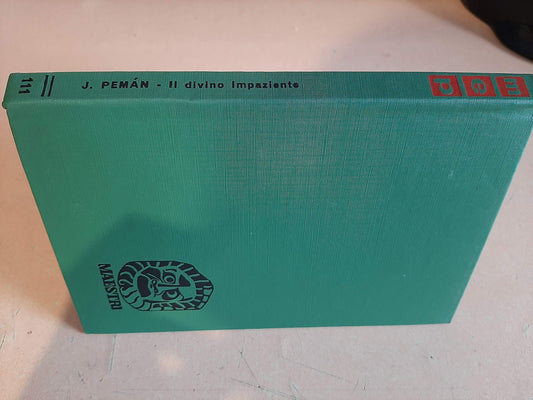 111 J. PEMÁN - Il divino impaziente
e p m
MAESTRI